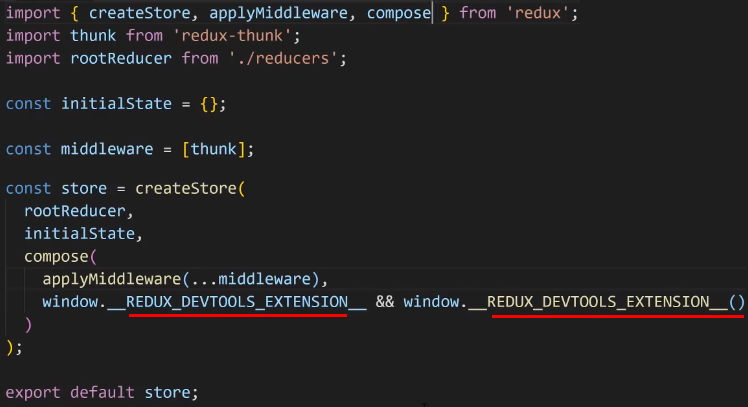 import { createStore, applyMiddleware, compose } from 'redux';
import thunk from 'redux-thunk';
import rootReducer from './reducers';
const initialState = {};
const middleware = [thunk];
const store = createStore(
rootReducer,
initialState,
compose(
applyMiddleware(...middleware),
window.__REDUX_DEVTOOLS_EXTENSION__ && window.__REDUX_DEVTOOLS_EXTENSION__()
)
);
export default store;